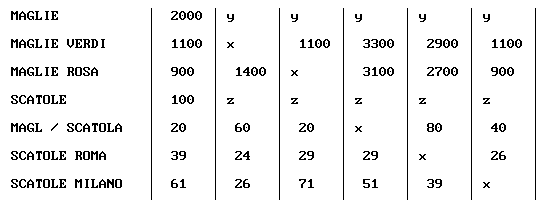 MAGLIE 2000 y y y y y
MAGLIE VERDI 1100 x 1100 3300 2900 1100
MAGLIE ROSA 900 1400 x 3100 2700 900
SCATOLE 100 z z z z z
MAGL / SCATOLA 20 60 20 x 80 40
SCATOLE ROMA 39 24 29 29 x 26
SCATOLE MILANO 61 26 71 51 39 x